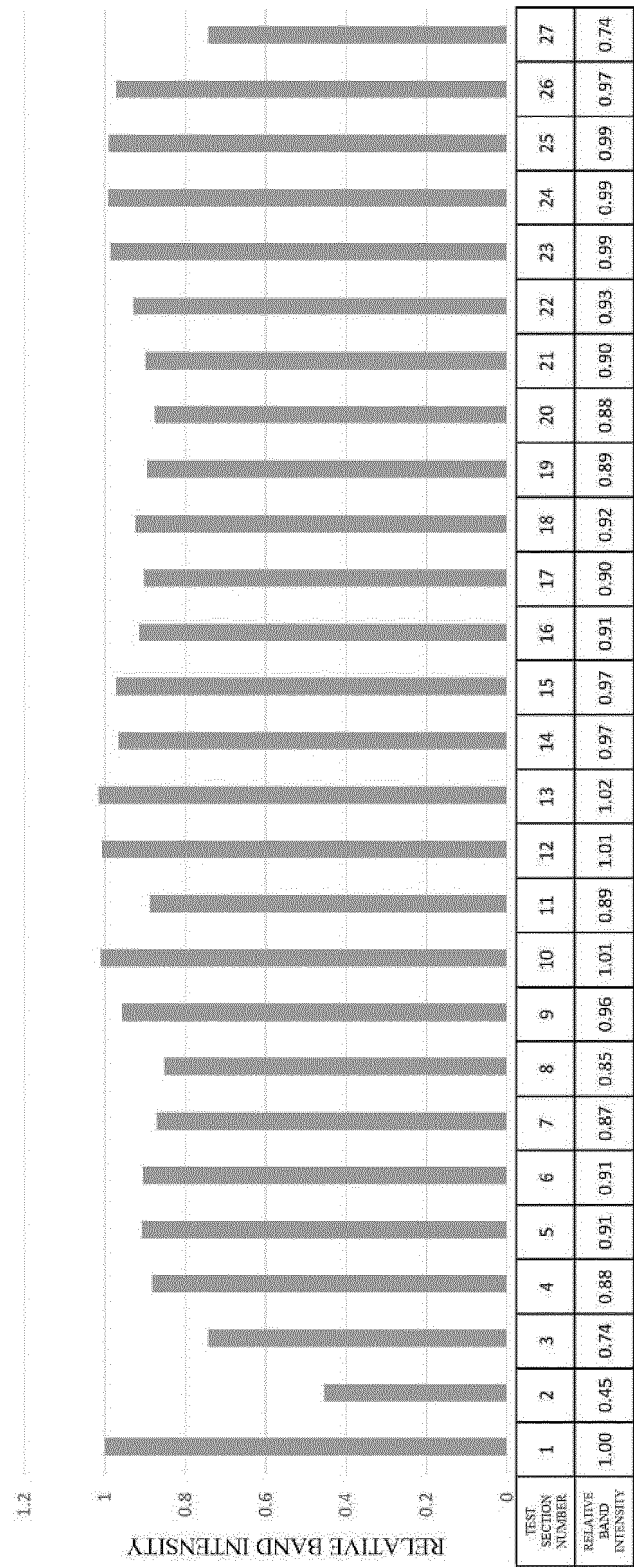 RELATIVE BAND INTENSITY
1.2
1
0.8
0.6
0.4
0.2
0
TEST SECTION NUMBER 1 2 3 4 5 6 7 8 9 10 11 12 13 14 15 16 17 18 19 20 21 22 23 24 25 26 27
RELATIVE BAND INTENSITY 1.00 0.45 0.74 0.88 0.91 0.91 0.87 0.85 0.96 1.01 0.89 1.01 1.02 0.97 0.97 0.91 0.90 0.92 0.89 0.88 0.90 0.93 0.99 0.99 0.99 0.97 0.74